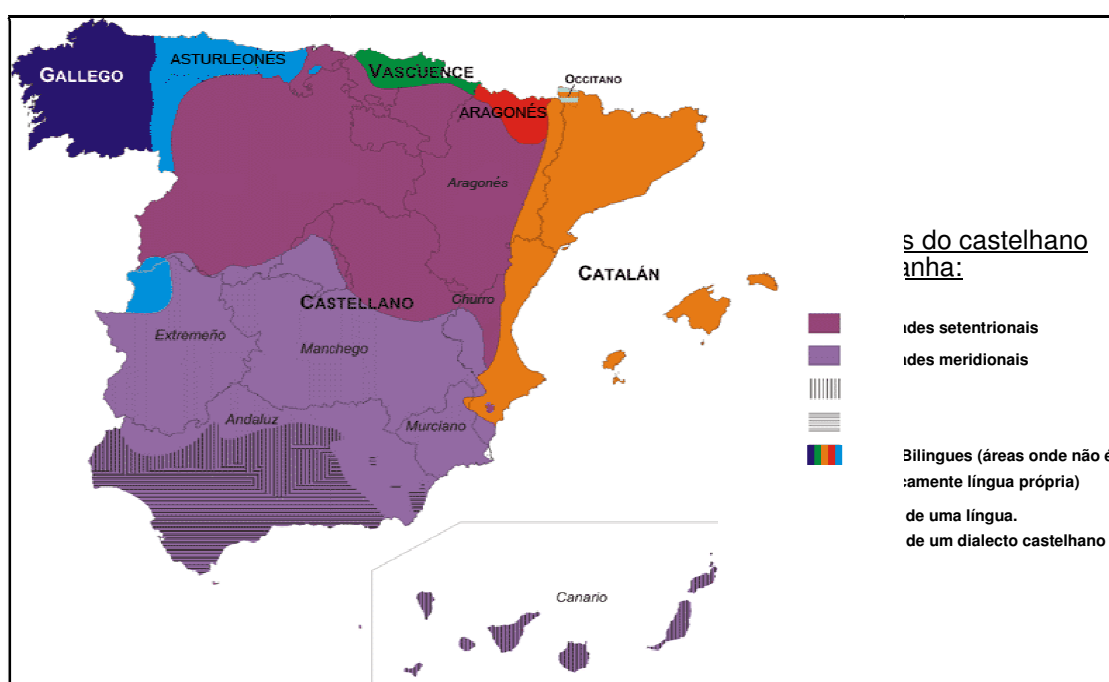 GALLEGO
ASTURLEONÉS
VASCUENCE
OCCITANO
ARAGONÉS
Aragonés
CATALÁN
CASTELLANO
Churro
Extremeño
Manchego
Andaluz
Murciano
Canario
s do castelhano
anha:
ades setentrionais
ades meridionais
Bilingues (áreas onde não é
camente língua própria)
de uma língua.
de um dialecto castelhano